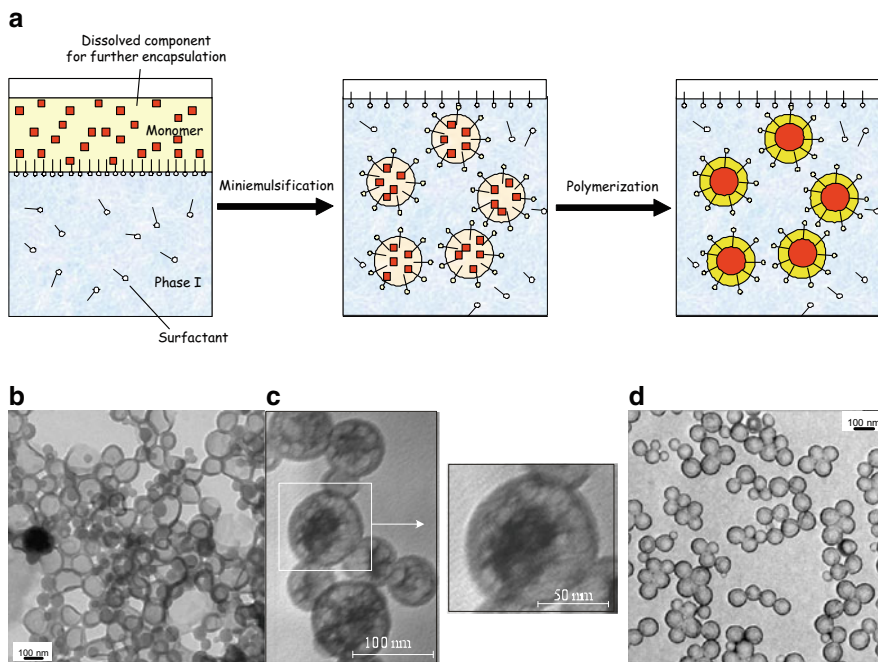 a
Dissolved component
for further encapsulation
Monomer
Miniemulsification
Polymerization
Phase I
Surfactant
b
c
d
100 nm
100 nm
50 nm
100 nm